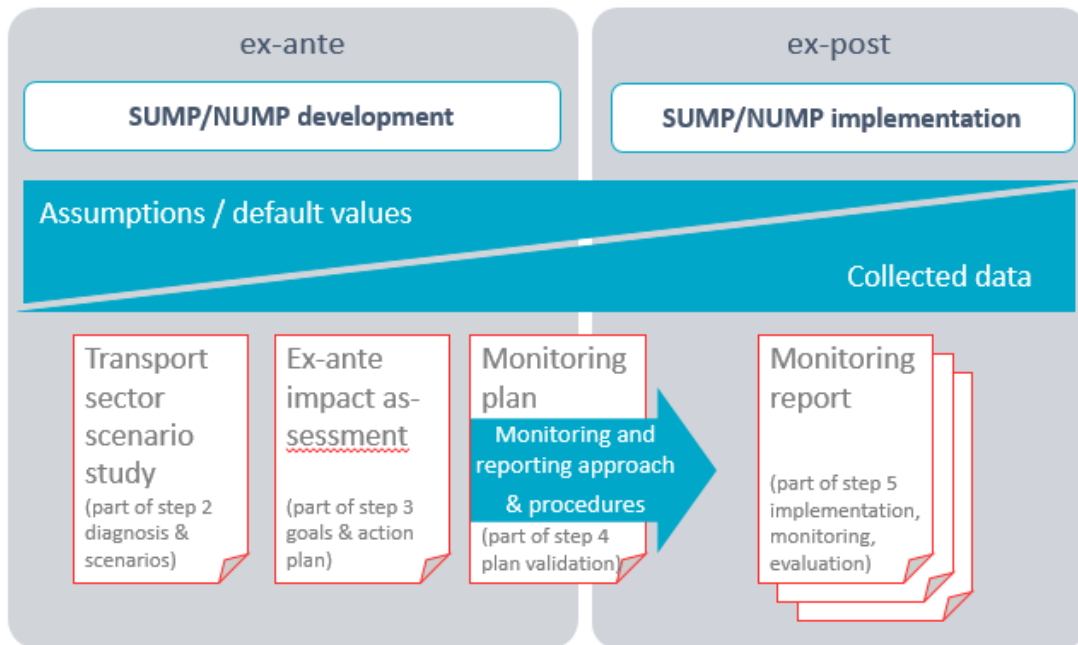 ex-ante
SUMP/NUMP development
ex-post
SUMP/NUMP implementation
Assumptions / default values
Collected data
Transport
sector
scenario
study
(part of step 2
diagnosis &
scenarios)
Ex-ante
impact as-
sessment
(part of step 3
goals & action
plan)
Monitoring
plan
Monitoring and
reporting approach
& procedures
(part of step 4
plan validation)
Monitoring
report
(part of step 5
implementation,
monitoring,
evaluation)